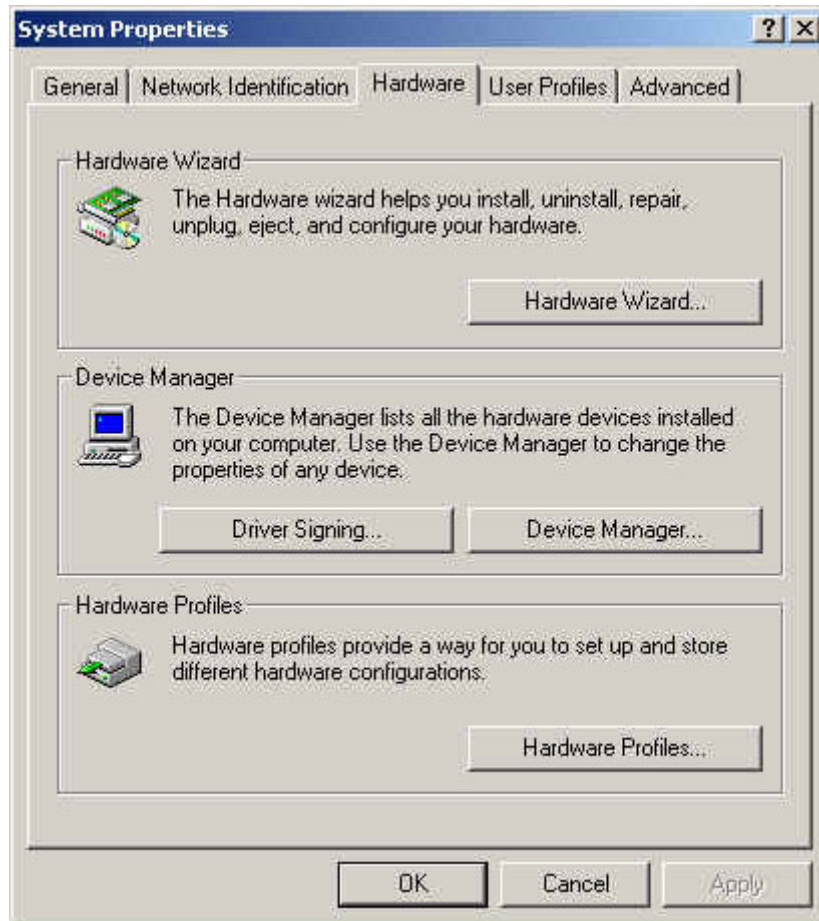 System Properties
General
Network Identification
Hardware
User Profiles
Advanced
Hardware Wizard
The Hardware wizard helps you install, uninstall, repair,
unplug, eject, and configure your hardware.
Hardware Wizard...
Device Manager
The Device Manager lists all the hardware devices installed
on your computer. Use the Device Manager to change the
properties of any device.
Driver Signing...
Device Manager...
Hardware Profiles
Hardware profiles provide a way for you to set up and store
different hardware configurations.
Hardware Profiles...
OK
Cancel
Apply